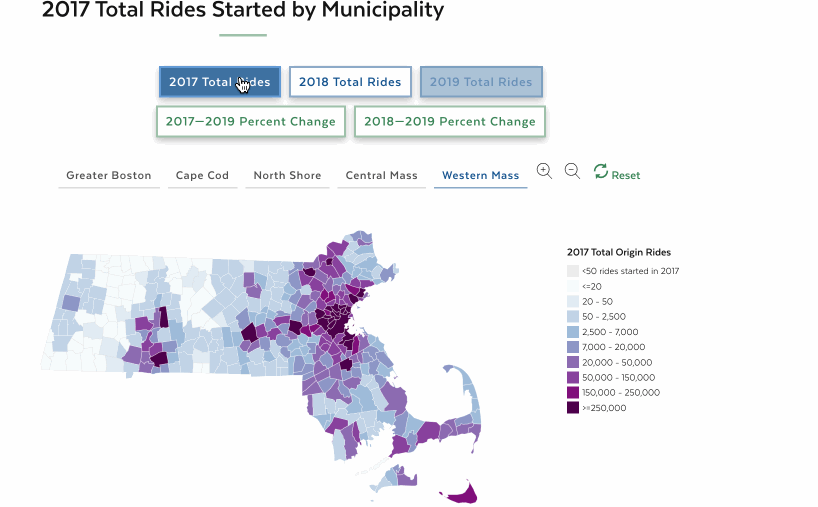 2017 Total Rides Started by Municipality
2017 Total Rides 2018 Total Rides 2019 Total Rides
2017—2019 Percent Change 2018—2019 Percent Change
Greater Boston Cape Cod North Shore Central Mass Western Mass Reset
2017 Total Origin Rides
<50 rides started in 2017
<=20
20 - 50
50 - 2,500
2,500 - 7,000
7,000 - 20,000
20,000 - 50,000
50,000 - 150,000
150,000 - 250,000
>=250,000